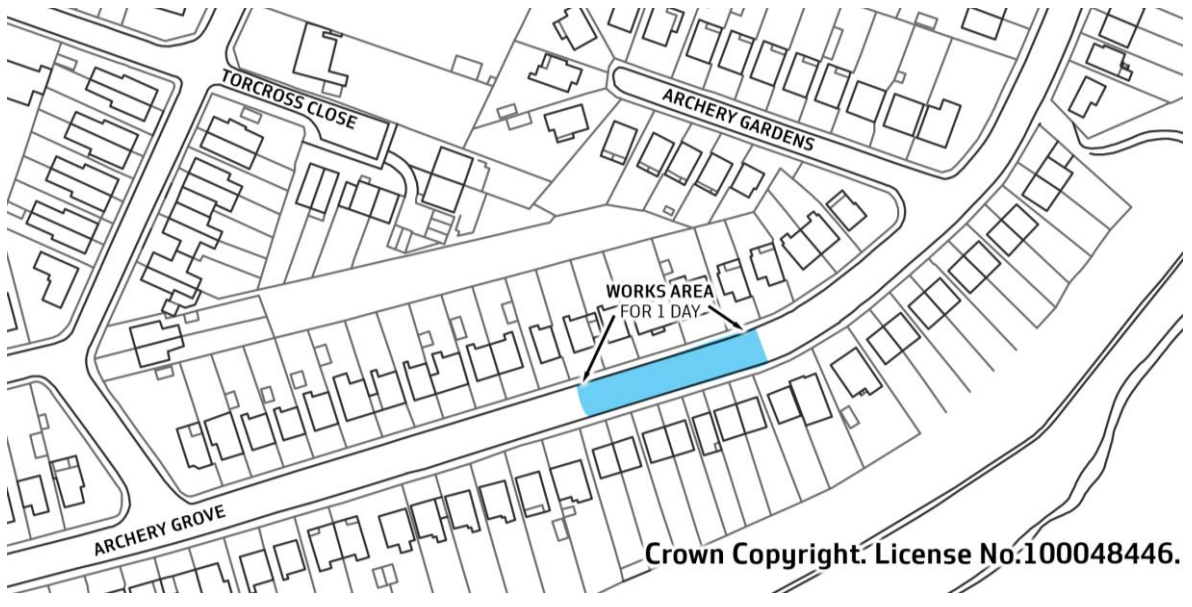 TORCROSS CLOSE
ARCHERY GARDENS
WORKS AREA
FOR 1 DAY
ARCHERY GROVE
Crown Copyright. License No.100048446.